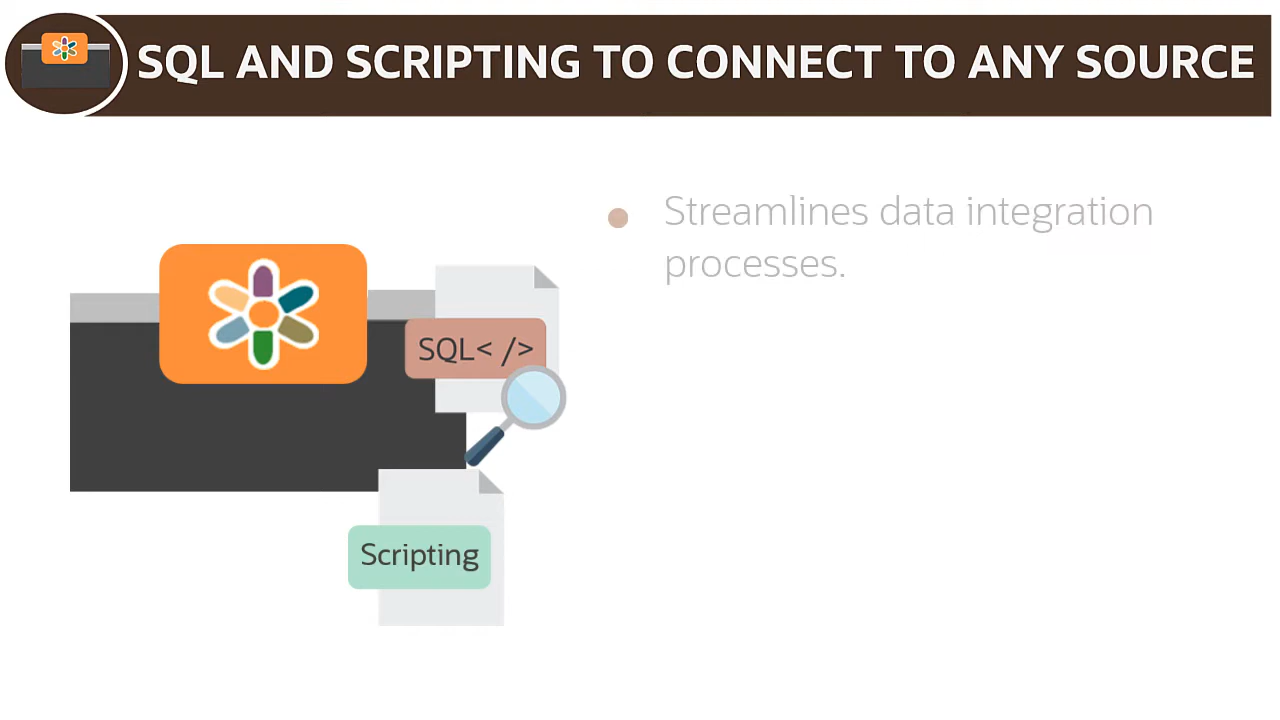 SQL AND SCRIPTING TO CONNECT TO ANY SOURCE
Streamlines data integration
processes.
SQL< />
Scripting